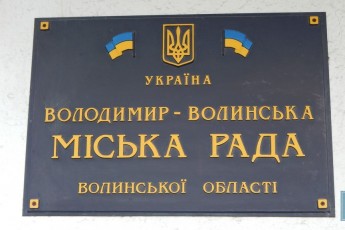 УКРАЇНА
ВОЛОДИМИР - ВОЛИНСЬКА
МІСЬКА РАДА
ВОЛИНСЬКОЇ ОБЛАСТІ